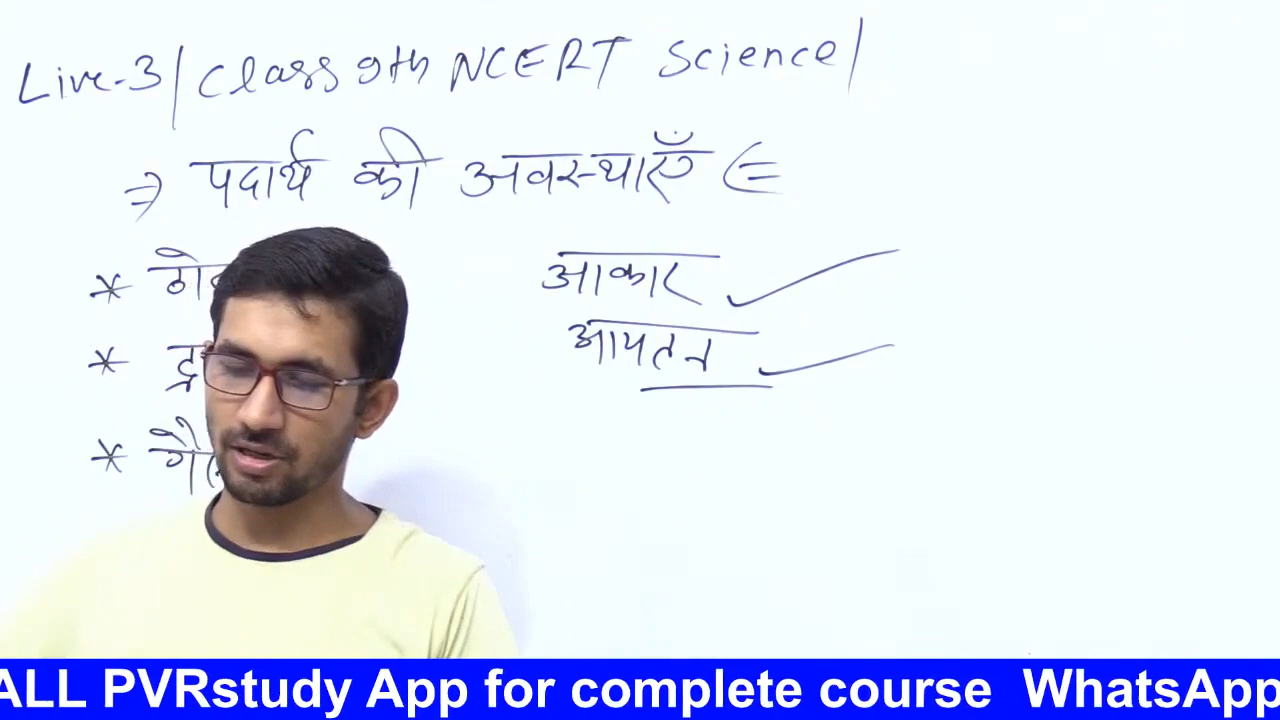 Live-3/ Class 9th NCERT Science/
⇒ पदार्थ की अवस्थाएँ ⇐
*
आकार
*
आयतन
*
ALL PVRstudy App for complete course WhatsApp